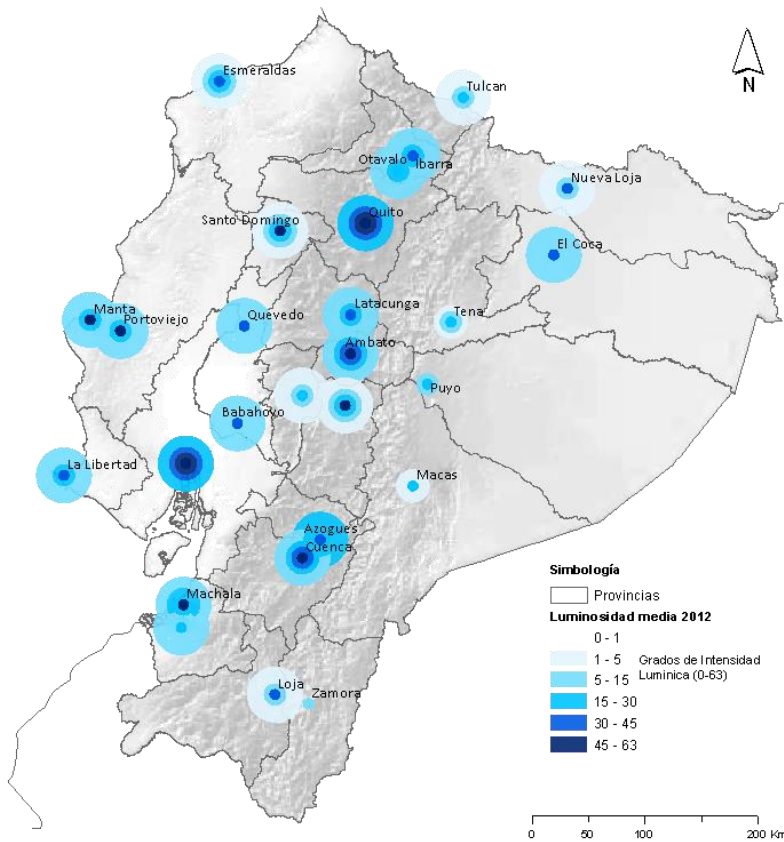 Esmeraldas
Tulcan
N
Otavalo
Ibarra
Nueva Loja
Santo Domingo
Quito
El Coca
Manta
Portoviejo
Quevedo
Latacunga
Tena
Ambato
Puyo
Babahoyo
La Libertad
Macas
Azogues
Cuenca
Machala
Loja
Zamora
Simbología
Provincias
Luminosidad media 2012
0 - 1
1 - 5
5 - 15
15 - 30
30 - 45
45 - 63
Grados de Intensidad
Luminica (0-63)
0 50 100 200 Km